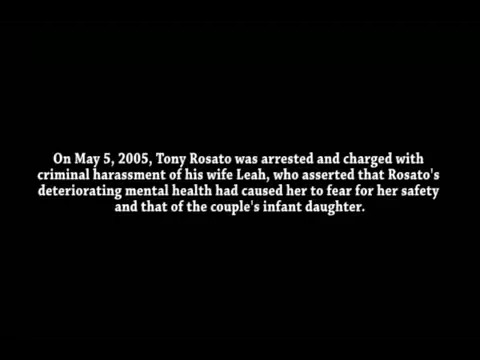 On May 5, 2005, Tony Rosato was arrested and charged with
criminal harassment of his wife Leah, who asserted that Rosato's
deteriorating mental health had caused her to fear for her safety
and that of the couple's infant daughter.